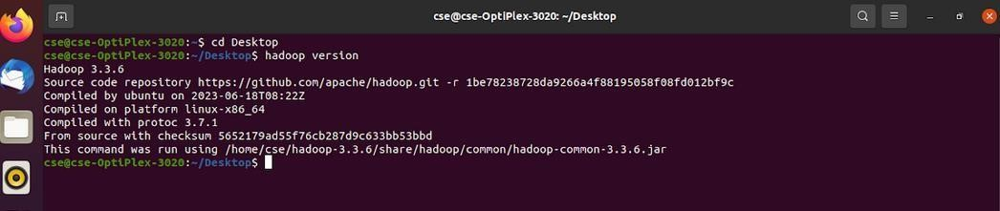 cse@cse-OptiPlex-3020: ~/Desktop
cse@cse-OptiPlex-3020:~$ cd Desktop
cse@cse-OptiPlex-3020:~/Desktop$ hadoop version
Hadoop 3.3.6
Source code repository https://github.com/apache/hadoop.git -r 1be78238728da9266a4f88195058f08fd012bf9c
Compiled by ubuntu on 2023-06-18T08:22Z
Compiled on platform linux-x86_64
Compiled with protoc 3.7.1
From source with checksum 5652179ad55f76cb287d9c633bb53bbd
This command was run using /home/cse/hadoop-3.3.6/share/hadoop/common/hadoop-common-3.3.6.jar
cse@cse-OptiPlex-3020:~/Desktop$